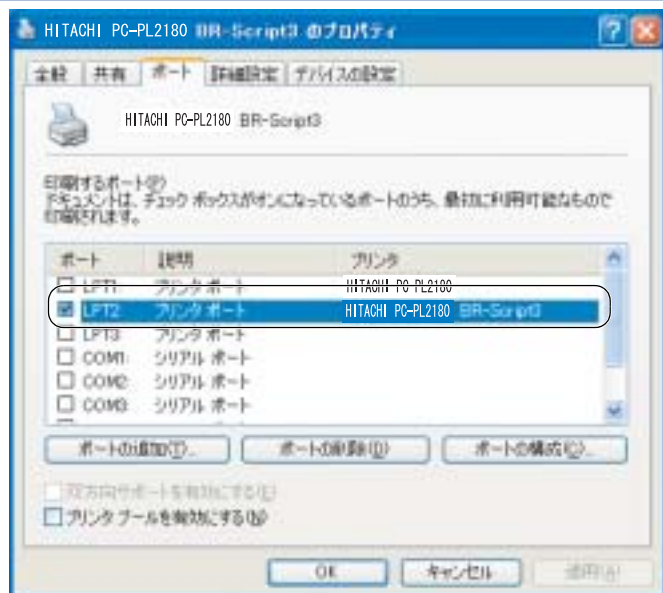 HITACHI PC-PL2180 BR-Script3 のプロパティ
全般 共有 ポート 詳細設定 デバイスの設定
HITACHI PC-PL2180 BR-Script3
印刷するポート(P)
ドキュメントは、チェック ボックスがオンになっているポートのうち、最初に利用可能なもので
印刷されます。
ポート 説明 プリンタ
LPT1: プリンタ ポート HITACHI PC-PL2180
LPT2: プリンタ ポート HITACHI PC-PL2180 BR-Script3
LPT3: プリンタ ポート
COM1: シリアル ポート
COM2: シリアル ポート
COM3: シリアル ポート
ポートの追加(T)... ポートの削除(D) ポートの構成(C)...
双方向サポートを有効にする(E)
プリンタ プールを有効にする(N)
OK キャンセル 適用(A)